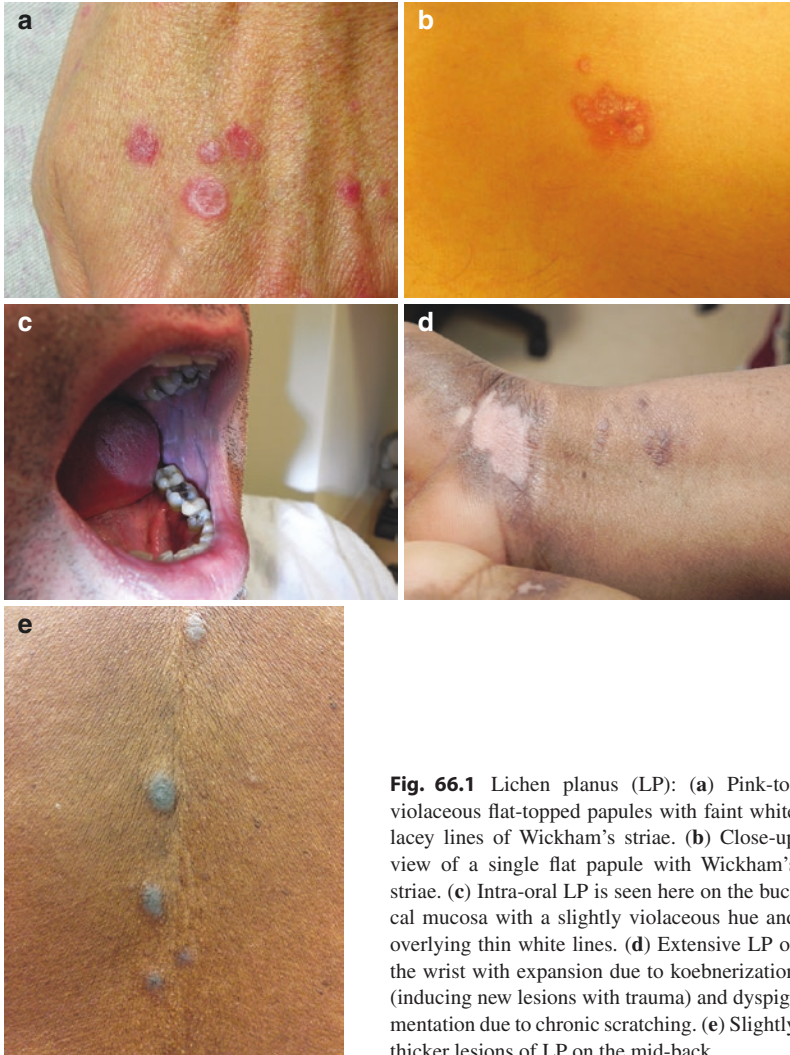 a
b
c
d
e
Fig. 66.1 Lichen planus (LP): (a) Pink-to-
violaceous flat-topped papules with faint white
lacey lines of Wickham's striae. (b) Close-up
view of a single flat papule with Wickham's
striae. (c) Intra-oral LP is seen here on the buc-
cal mucosa with a slightly violaceous hue and
overlying thin white lines. (d) Extensive LP o
the wrist with expansion due to koebnerization
(inducing new lesions with trauma) and dyspig-
mentation due to chronic scratching. (e) Slightly
thicker lesions of LP on the mid-back